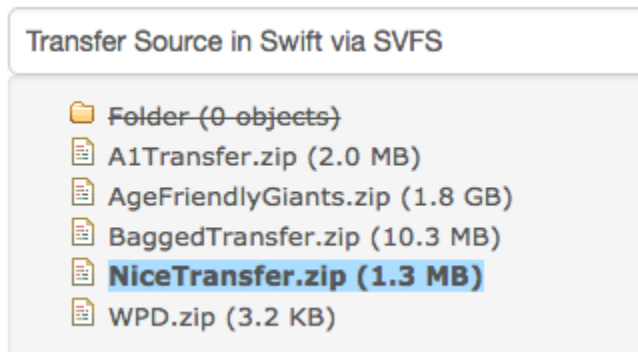 Transfer Source in Swift via SVFS
Folder (0 objects)
A1Transfer.zip (2.0 MB)
AgeFriendlyGiants.zip (1.8 GB)
BaggedTransfer.zip (10.3 MB)
NiceTransfer.zip (1.3 MB)
WPD.zip (3.2 KB)